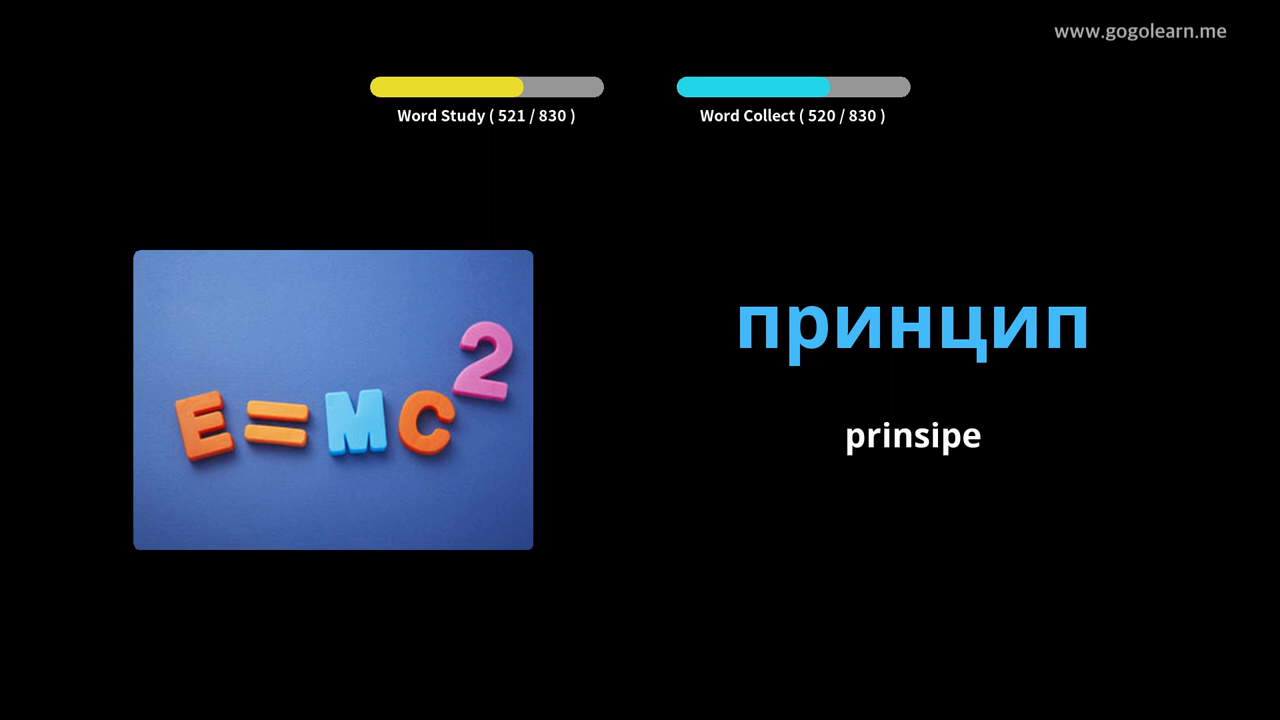 www.gogolearn.me
Word Study ( 521 / 830 )
Word Collect ( 520 / 830 )
E=MC²
принцип
prinsipe